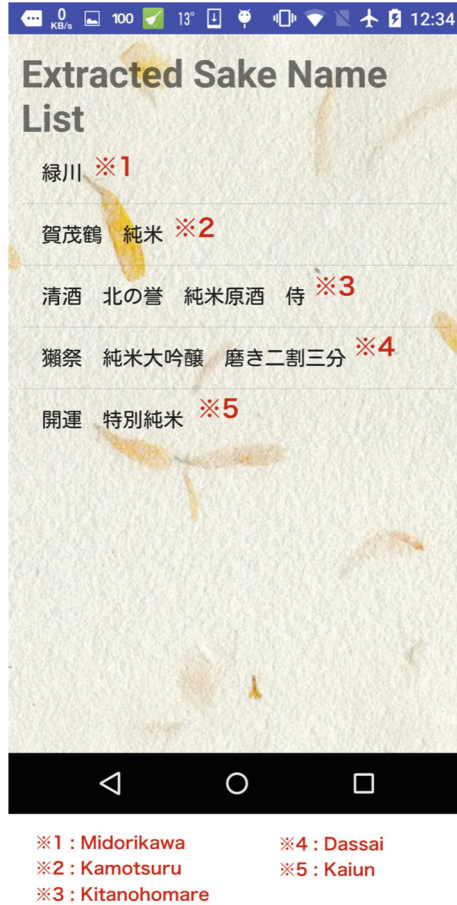 0 KB/s 100 13° 12:34
Extracted Sake Name
List
緑川 ※1
賀茂鶴　純米 ※2
清酒　北の誉　純米原酒　侍 ※3
獺祭　純米大吟醸　磨き二割三分 ※4
開運　特別純米 ※5
※1 : Midorikawa
※2 : Kamotsuru
※3 : Kitanohomare
※4 : Dassai
※5 : Kaiun